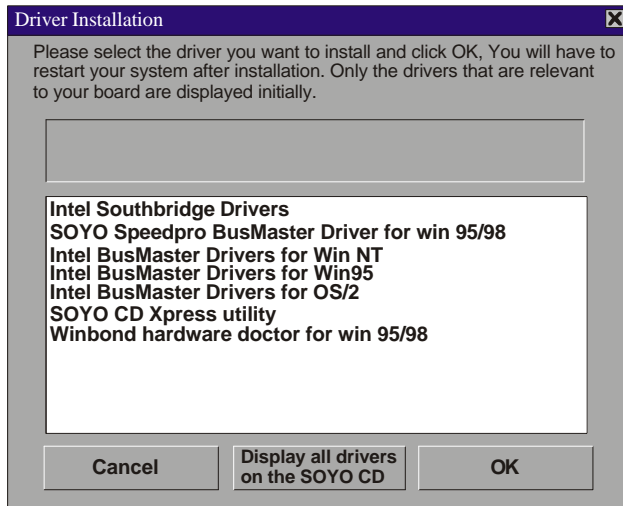 Driver Installation
Please select the driver you want to install and click OK, You will have to
restart your system after installation. Only the drivers that are relevant
to your board are displayed initially.
Intel Southbridge Drivers
SOYO Speedpro BusMaster Driver for win 95/98
Intel BusMaster Drivers for Win NT
Intel BusMaster Drivers for Win95
Intel BusMaster Drivers for OS/2
SOYO CD Xpress utility
Winbond hardware doctor for win 95/98
Cancel
Display all drivers
on the SOYO CD
OK